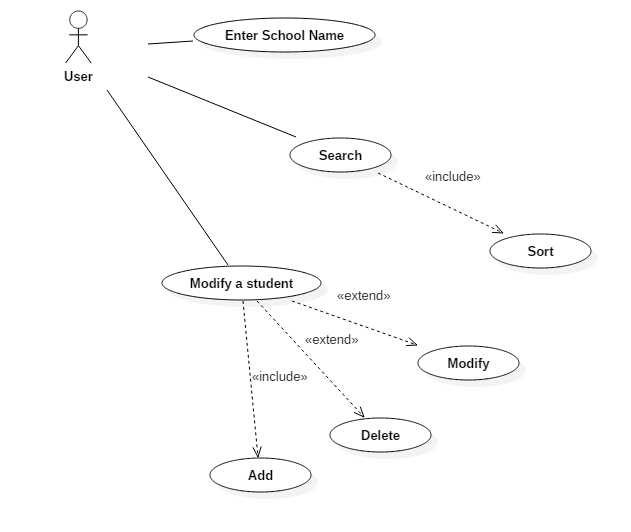 Enter School Name
User
Search
«include»
Sort
Modify a student
«extend»
«extend»
Modify
«include»
Delete
Add